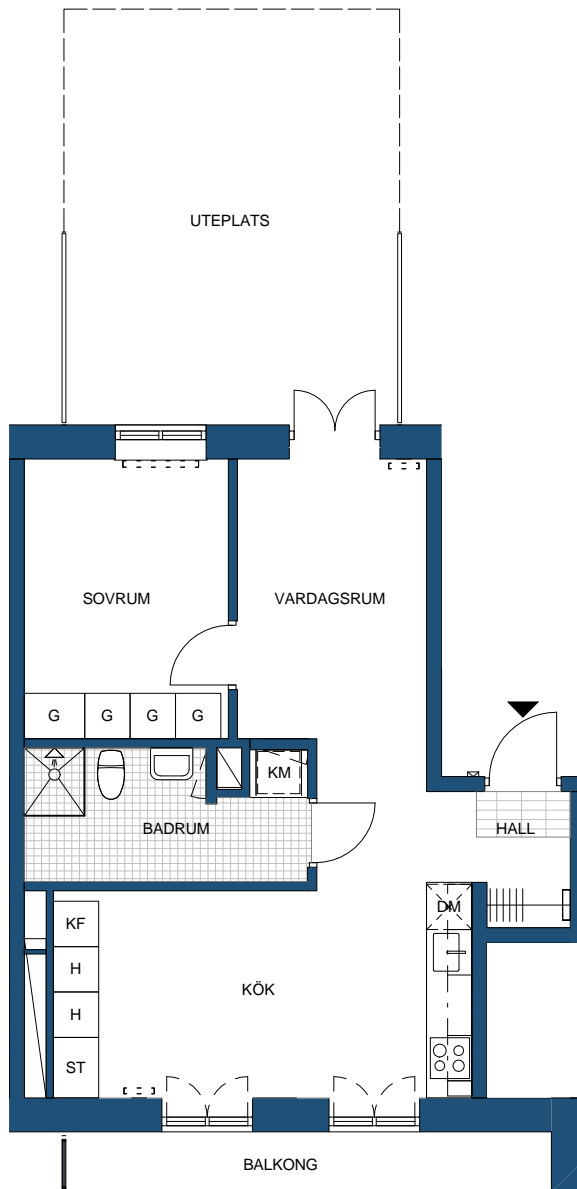 UTEPLATS
SOVRUM
VARDAGSRUM
G
G
G
G
KM
BADRUM
HALL
KF
DM
H
KÖK
H
ST
BALKONG